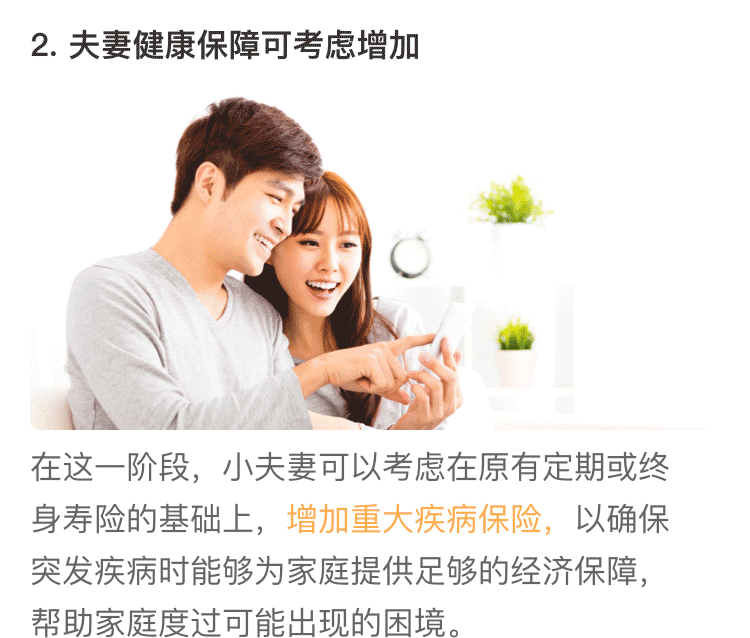 2. 夫妻健康保障可考虑增加
在这一阶段，小夫妻可以考虑在原有定期或终
身寿险的基础上，增加重大疾病保险，以确保
突发疾病时能够为家庭提供足够的经济保障，
帮助家庭度过可能出现的困境。